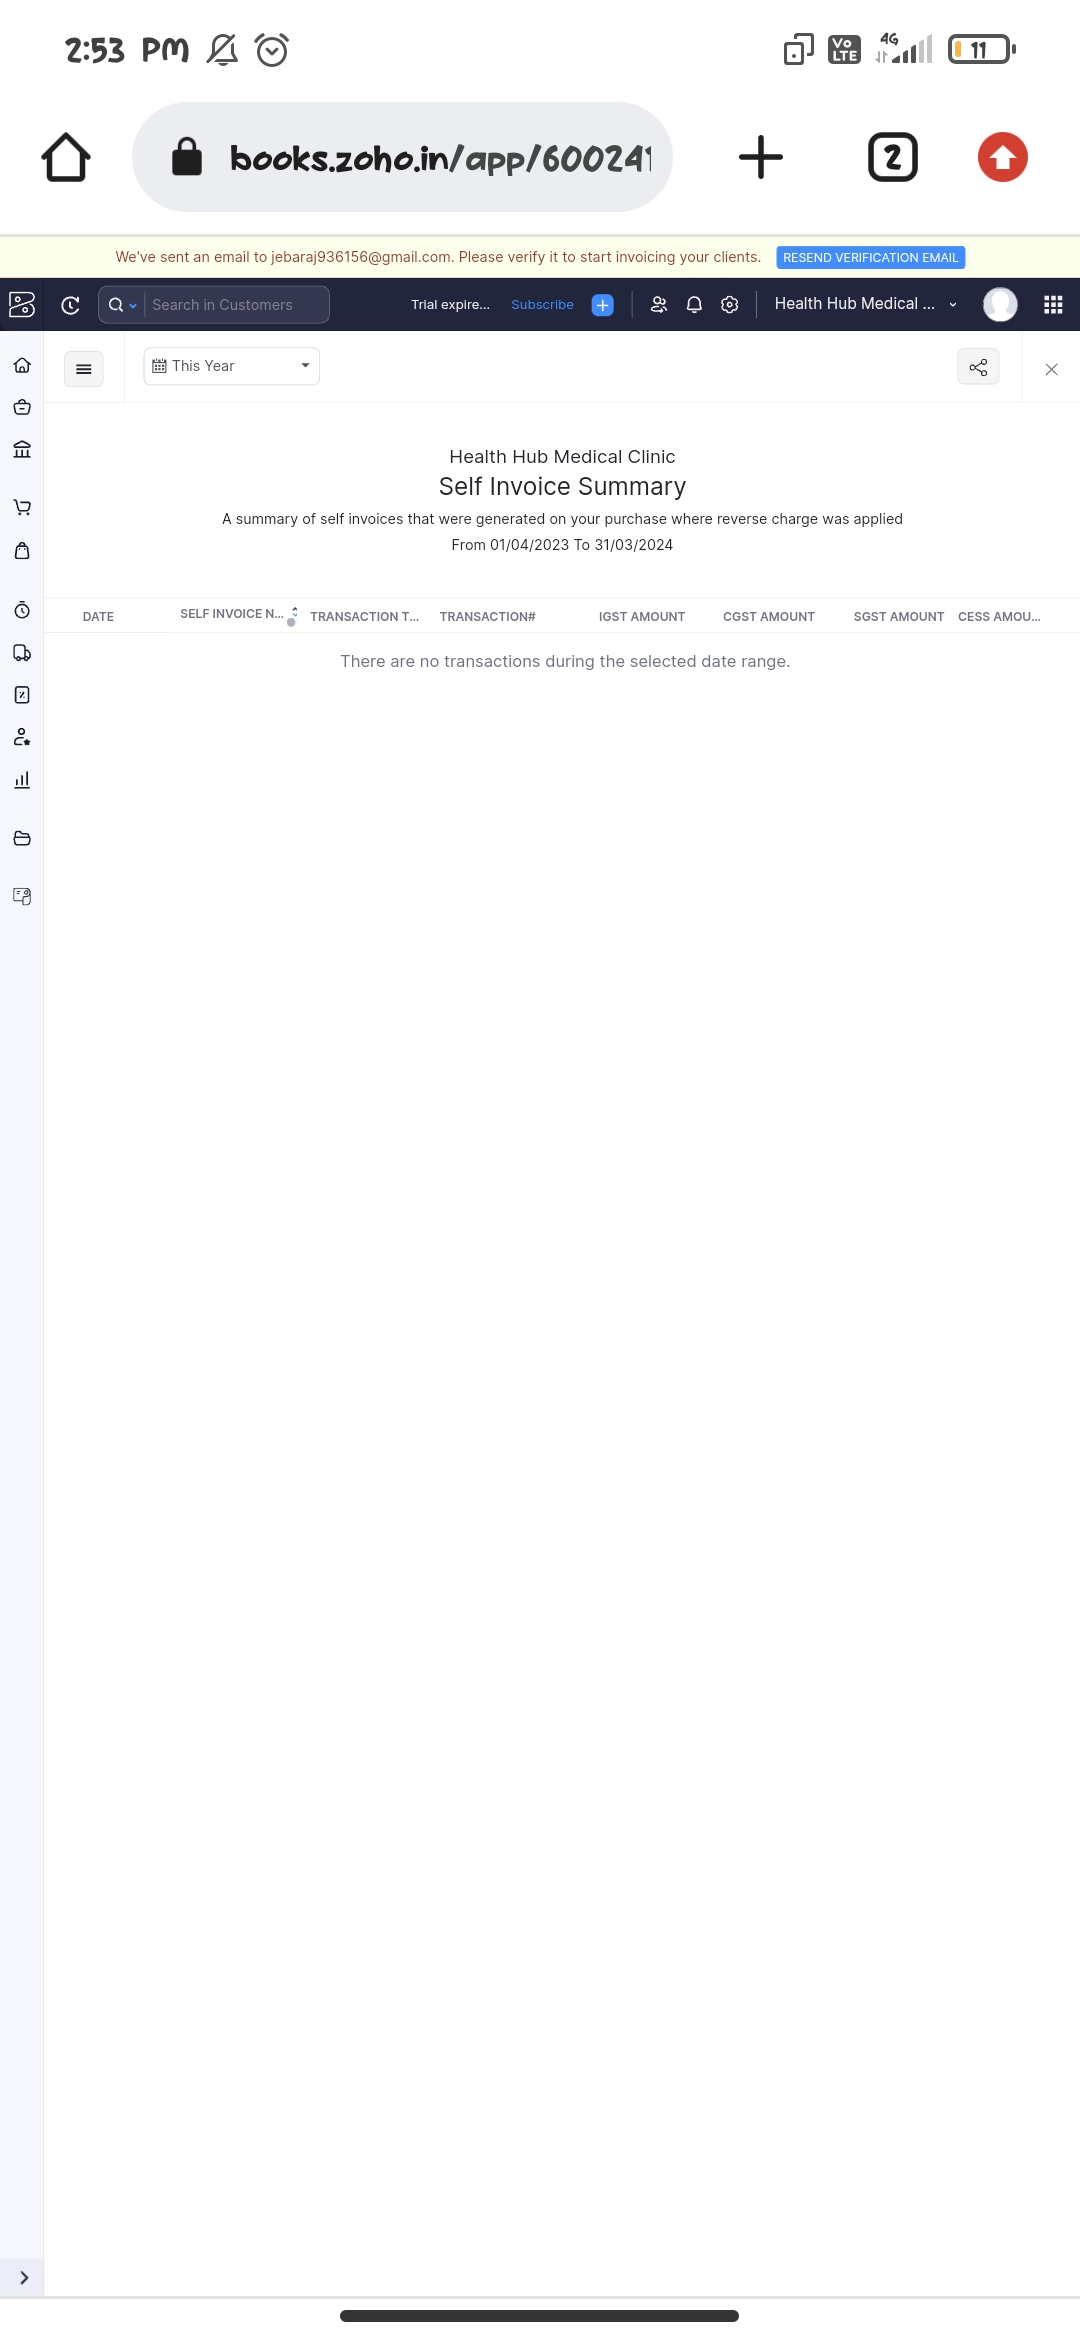 2:53 PM
4G
Vo LTE
11
books.zoho.in/app/600241
2
We've sent an email to jebaraj936156@gmail.com. Please verify it to start invoicing your clients. RESEND VERIFICATION EMAIL
Search in Customers Trial expire... Subscribe Health Hub Medical ...
This Year
Health Hub Medical Clinic
Self Invoice Summary
A summary of self invoices that were generated on your purchase where reverse charge was applied
From 01/04/2023 To 31/03/2024
DATE SELF INVOICE N... TRANSACTION T... TRANSACTION# IGST AMOUNT CGST AMOUNT SGST AMOUNT CESS AMOU...
There are no transactions during the selected date range.